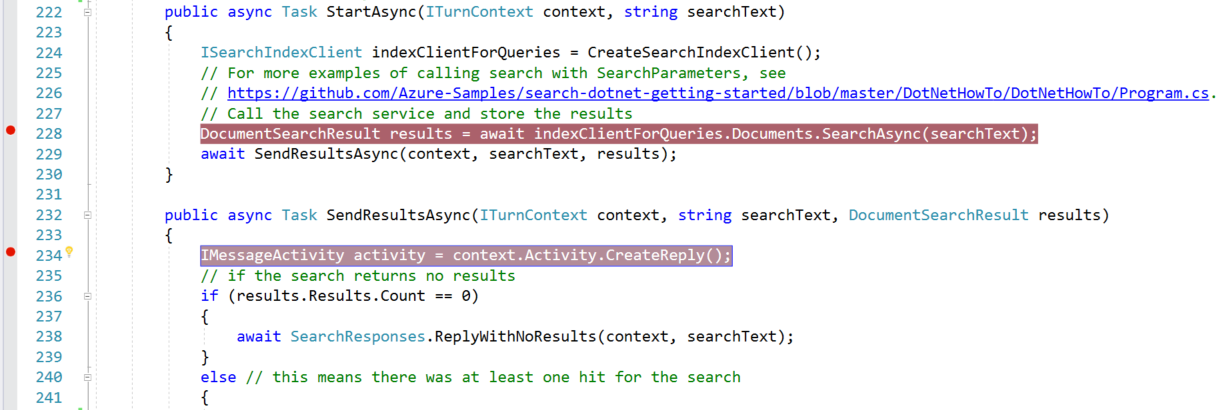 222 public async Task StartAsync(ITurnContext context, string searchText)
223 {
224 ISearchIndexClient indexClientForQueries = CreateSearchIndexClient();
225 // For more examples of calling search with SearchParameters, see
226 // https://github.com/Azure-Samples/search-dotnet-getting-started/blob/master/DotNetHowTo/DotNetHowTo/Program.cs.
227 // Call the search service and store the results
228 DocumentSearchResult results = await indexClientForQueries.Documents.SearchAsync(searchText);
229 await SendResultsAsync(context, searchText, results);
230 }
231
232 public async Task SendResultsAsync(ITurnContext context, string searchText, DocumentSearchResult results)
233 {
234 IMessageActivity activity = context.Activity.CreateReply();
235 // if the search returns no results
236 if (results.Results.Count == 0)
237 {
238 await SearchResponses.ReplyWithNoResults(context, searchText);
239 }
240 else // this means there was at least one hit for the search
241 {